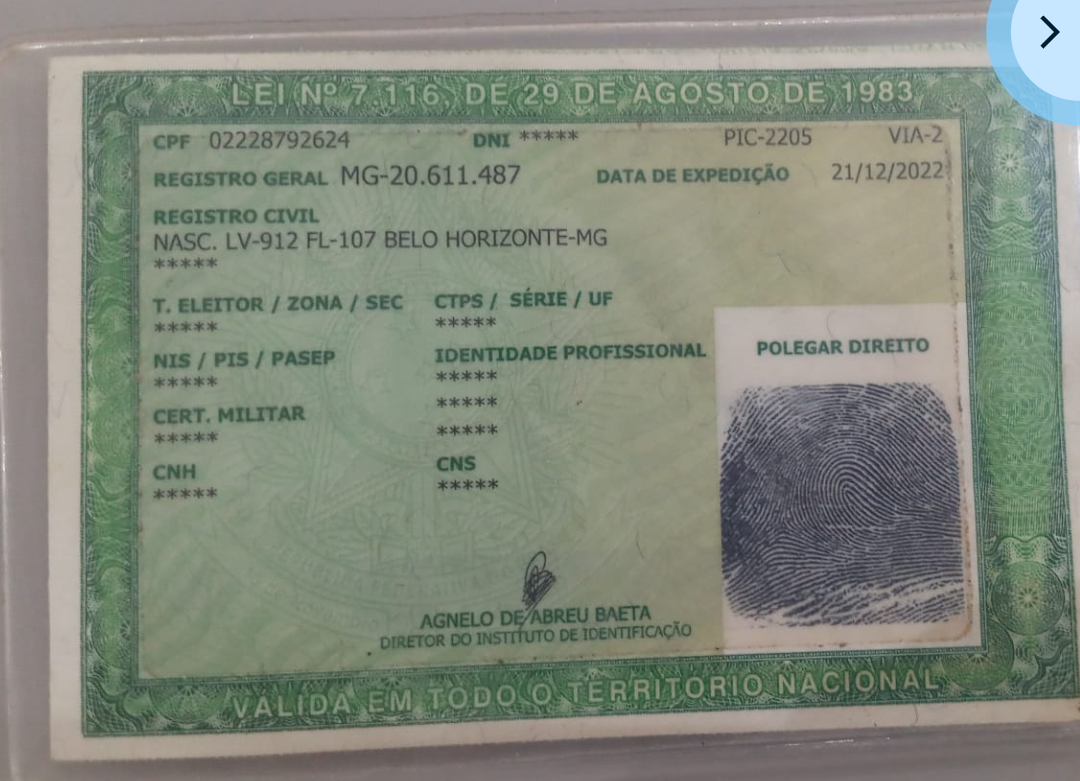 LEI Nº 7.116, DE 29 DE AGOSTO DE 1983
CPF 02228792624 DNI ***** PIC-2205 VIA-2
REGISTRO GERAL MG-20.611.487 DATA DE EXPEDIÇÃO 21/12/2022
REGISTRO CIVIL
NASC. LV-912 FL-107 BELO HORIZONTE-MG
*****
T. ELEITOR / ZONA / SEC CTPS / SÉRIE / UF
***** *****
NIS / PIS / PASEP IDENTIDADE PROFISSIONAL
***** *****
*****
CERT. MILITAR
***** *****
CNH CNS
***** *****
POLEGAR DIREITO
AGNELO DE ABREU BAETA
DIRETOR DO INSTITUTO DE IDENTIFICAÇÃO
VALIDA EM TODO O TERRITORIO NACIONAL